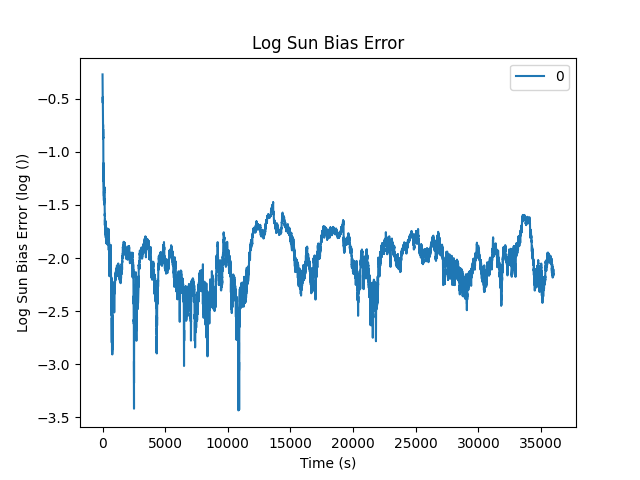 Log Sun Bias Error
0
Log Sun Bias Error (log ())
−0.5
−1.0
−1.5
−2.0
−2.5
−3.0
−3.5
0 5000 10000 15000 20000 25000 30000 35000
Time (s)